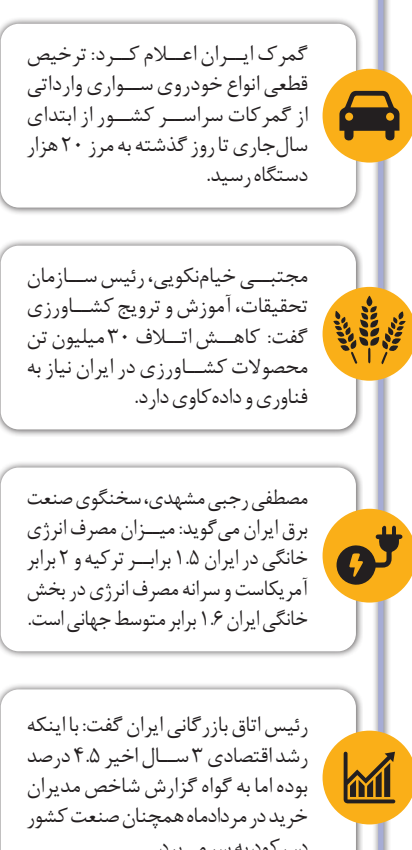 گمرک ایران اعلام کرد: ترخیص
قطعی انواع خودروی سواری وارداتی
از گمرکات سراسر کشور از ابتدای
سال‌جاری تا روز گذشته به مرز ۲۰ هزار
دستگاه رسید.
مجتبی خیام‌نکویی، رئیس سازمان
تحقیقات، آموزش و ترویج کشاورزی
گفت: کاهش اتلاف ۳۰ میلیون تن
محصولات کشاورزی در ایران نیاز به
فناوری و داده‌کاوی دارد.
مصطفی رجبی مشهدی، سخنگوی صنعت
برق ایران می‌گوید: میزان مصرف انرژی
خانگی در ایران ۱.۵ برابر ترکیه و ۲ برابر
آمریکاست و سرانه مصرف انرژی در بخش
خانگی ایران ۱.۶ برابر متوسط جهانی است.
رئیس اتاق بازرگانی ایران گفت: با اینکه
رشد اقتصادی ۳ سال اخیر ۴.۵ درصد
بوده اما به گواه گزارش شاخص مدیران
خرید در مردادماه همچنان صنعت کشور